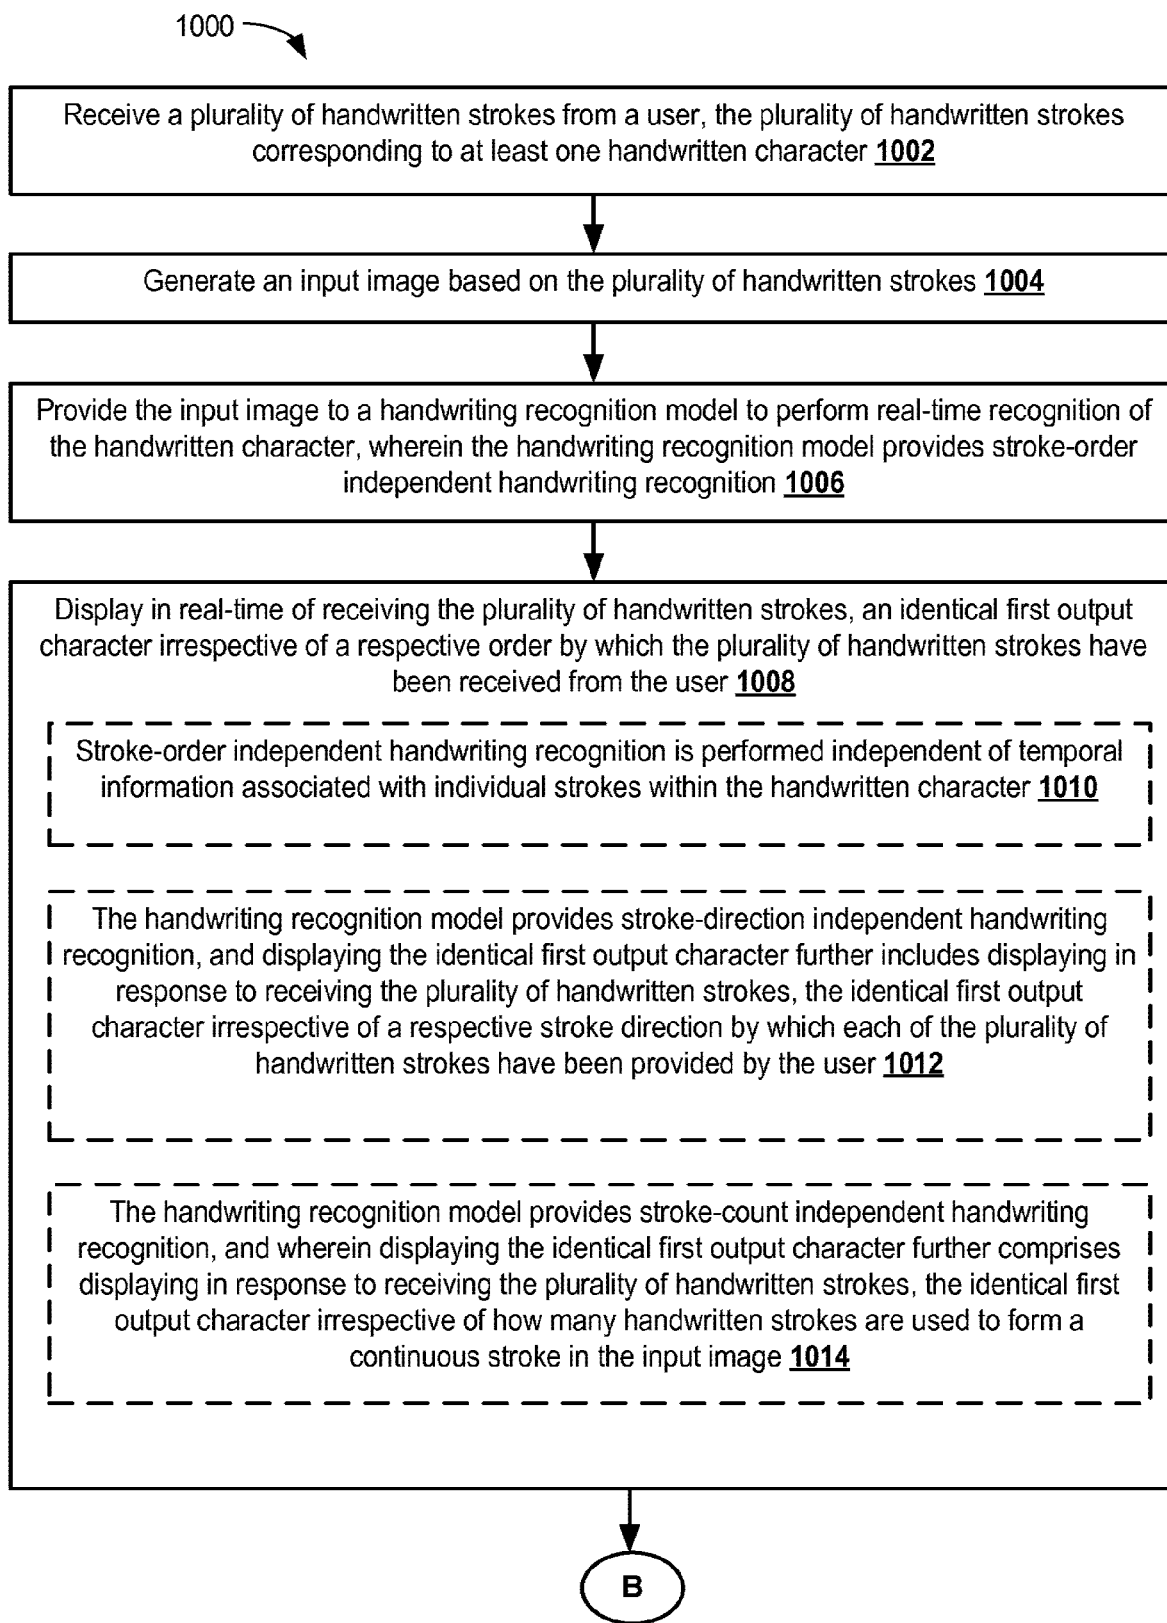 1000
Receive a plurality of handwritten strokes from a user, the plurality of handwritten strokes
corresponding to at least one handwritten character 1002
Generate an input image based on the plurality of handwritten strokes 1004
Provide the input image to a handwriting recognition model to perform real-time recognition of
the handwritten character, wherein the handwriting recognition model provides stroke-order
independent handwriting recognition 1006
Display in real-time of receiving the plurality of handwritten strokes, an identical first output
character irrespective of a respective order by which the plurality of handwritten strokes have
been received from the user 1008
Stroke-order independent handwriting recognition is performed independent of temporal
information associated with individual strokes within the handwritten character 1010
The handwriting recognition model provides stroke-direction independent handwriting
recognition, and displaying the identical first output character further includes displaying in
response to receiving the plurality of handwritten strokes, the identical first output
character irrespective of a respective stroke direction by which each of the plurality of
handwritten strokes have been provided by the user 1012
The handwriting recognition model provides stroke-count independent handwriting
recognition, and wherein displaying the identical first output character further comprises
displaying in response to receiving the plurality of handwritten strokes, the identical first
output character irrespective of how many handwritten strokes are used to form a
continuous stroke in the input image 1014
B